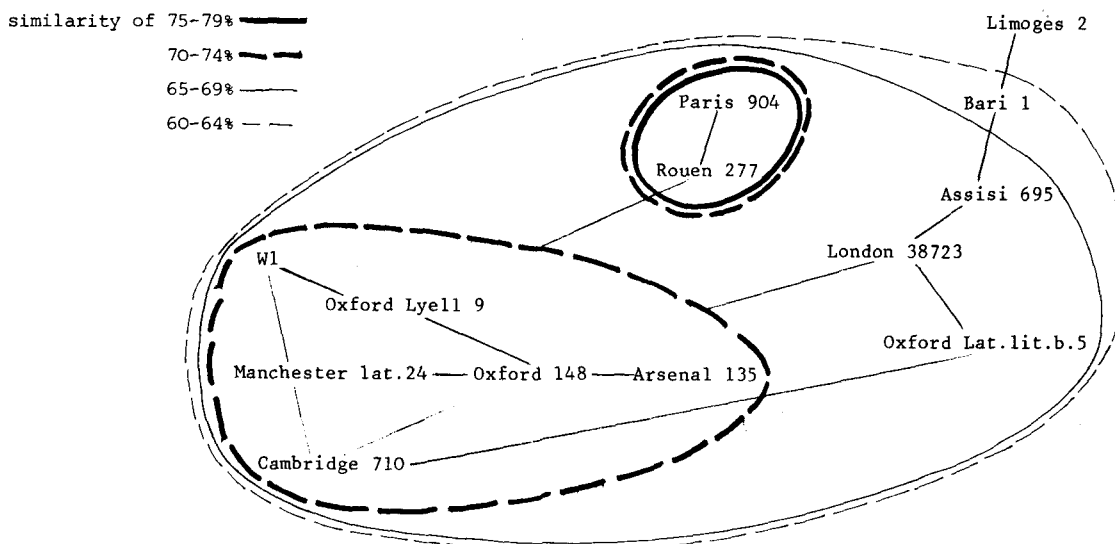 similarity of 75-79%
70-74%
65-69%
60-64%
Limoges 2
Paris 904
Bari 1
Rouen 277
Assisi 695
W1
London 38723
Oxford Lyell 9
Oxford Lat.lit.b.5
Manchester lat.24
Oxford 148
Arsenal 135
Cambridge 710